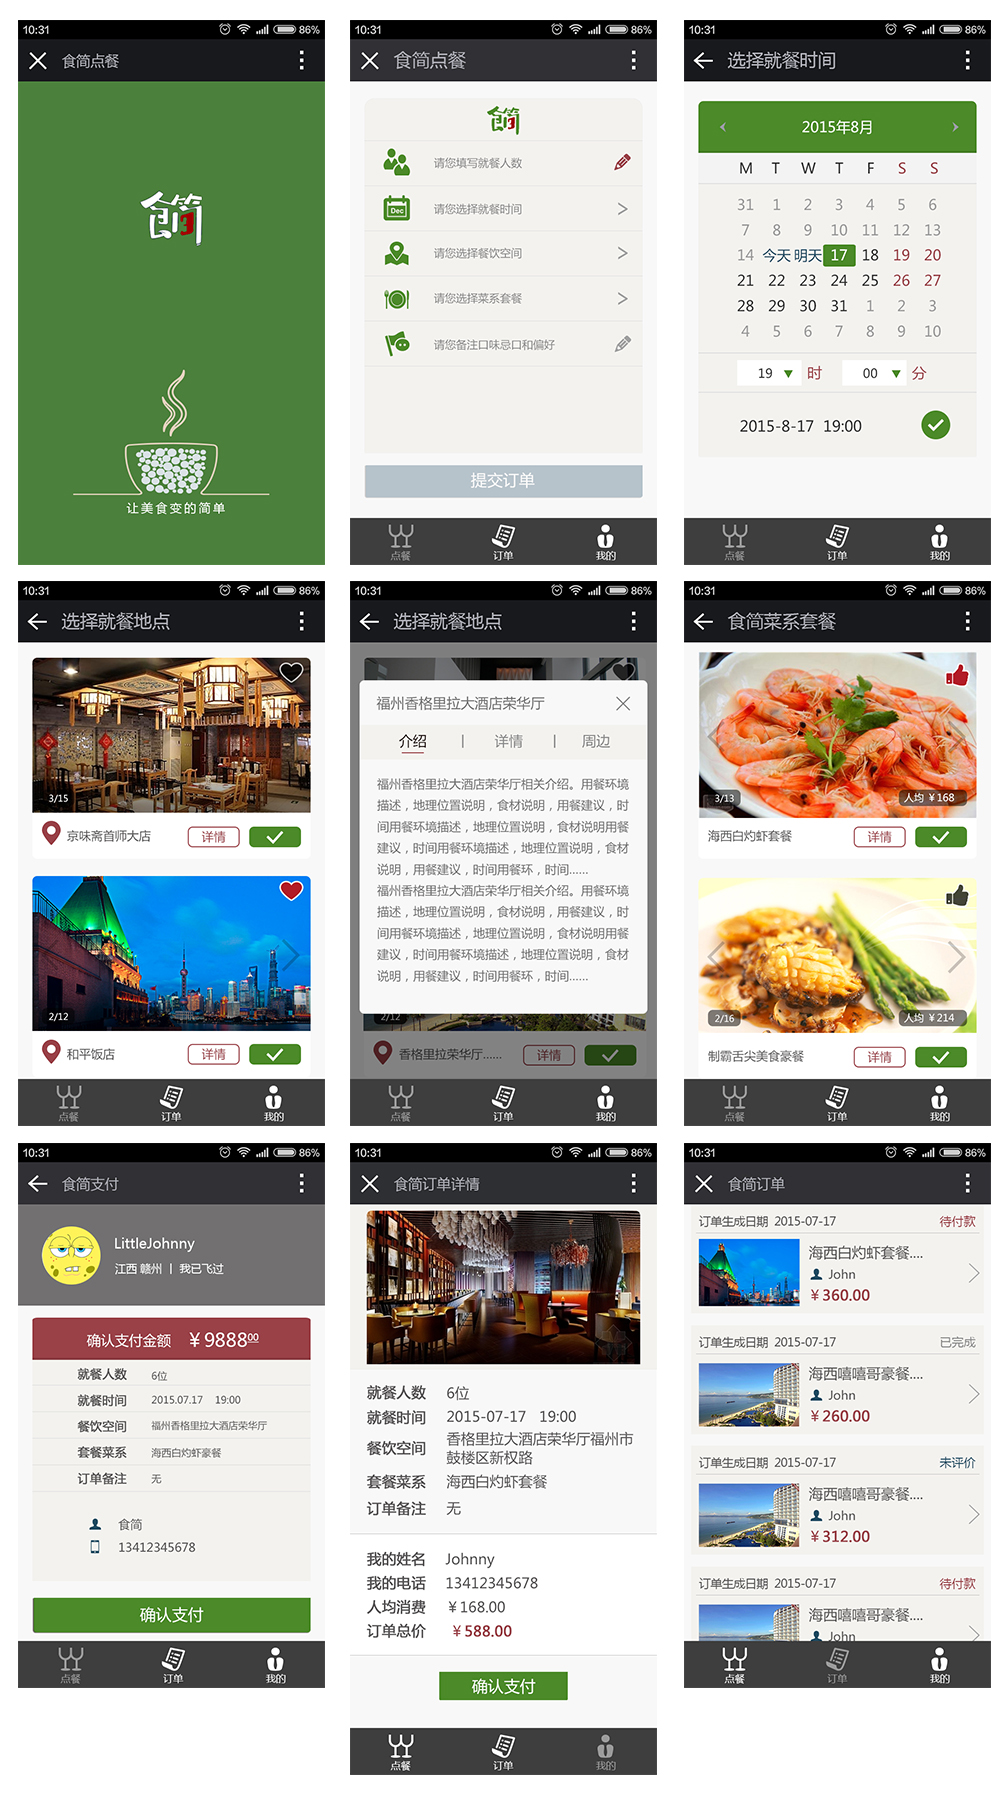 10:31
86%
食简点餐
食简
让美食变的简单
10:31
86%
食简点餐
食简
请您填写就餐人数
Dec
请您选择就餐时间
请您选择餐饮空间
请您选择菜系套餐
请您备注口味忌口和偏好
提交订单
点餐 订单 我的
10:31
86%
选择就餐时间
2015年8月
M T W T F S S
31 1 2 3 4 5 6
7 8 9 10 11 12 13
14 今天 明天 17 18 19 20
21 22 23 24 25 26 27
28 29 30 31 1 2 3
4 5 6 7 8 9 10
19 时 00 分
2015-8-17 19:00
点餐 订单 我的
10:31
86%
选择就餐地点
3/15
京味斋首师大店 详情
2/12
和平饭店 详情
点餐 订单 我的
10:31
86%
选择就餐地点
福州香格里拉大酒店荣华厅
介绍 | 详情 | 周边
福州香格里拉大酒店荣华厅相关介绍。用餐环境
描述，地理位置说明，食材说明，用餐建议，时
间用餐环境描述，地理位置说明，食材说明用餐
建议，时间用餐环境描述，地理位置说明，食材
说明，用餐建议，时间用餐环，时间......
福州香格里拉大酒店荣华厅相关介绍。用餐环境
描述，地理位置说明，食材说明，用餐建议，时
间用餐环境描述，地理位置说明，食材说明用餐
建议，时间用餐环境描述，地理位置说明，食材
说明，用餐建议，时间用餐环，时间......
2/12
香格里拉荣华厅...... 详情
点餐 订单 我的
10:31
86%
食简菜系套餐
3/13 人均 ¥168
海西白灼虾套餐 详情
2/16 人均 ¥214
制霸舌尖美食豪餐 详情
点餐 订单 我的
10:31
86%
食简支付
LittleJohnny
江西 赣州 | 我已飞过
确认支付金额 ¥9888.00
就餐人数 6位
就餐时间 2015.07.17 19:00
餐饮空间 福州香格里拉大酒店荣华厅
套餐菜系 海西白灼虾豪餐
订单备注 无
食简
13412345678
确认支付
点餐 订单 我的
10:31
86%
食简订单详情
就餐人数 6位
就餐时间 2015-07-17 19:00
餐饮空间 香格里拉大酒店荣华厅福州市
鼓楼区新权路
套餐菜系 海西白灼虾套餐
订单备注 无
我的姓名 Johnny
我的电话 13412345678
人均消费 ¥168.00
订单总价 ¥588.00
确认支付
点餐 订单 我的
10:31
86%
食简订单
订单生成日期 2015-07-17 待付款
海西白灼虾套餐....
John
¥360.00
订单生成日期 2015-07-17 已完成
海西嘻嘻哥豪餐....
John
¥260.00
订单生成日期 2015-07-17 未评价
海西嘻嘻哥豪餐....
John
¥312.00
订单生成日期 2015-07-17 待付款
海西嘻嘻哥豪餐....
John
点餐 订单 我的